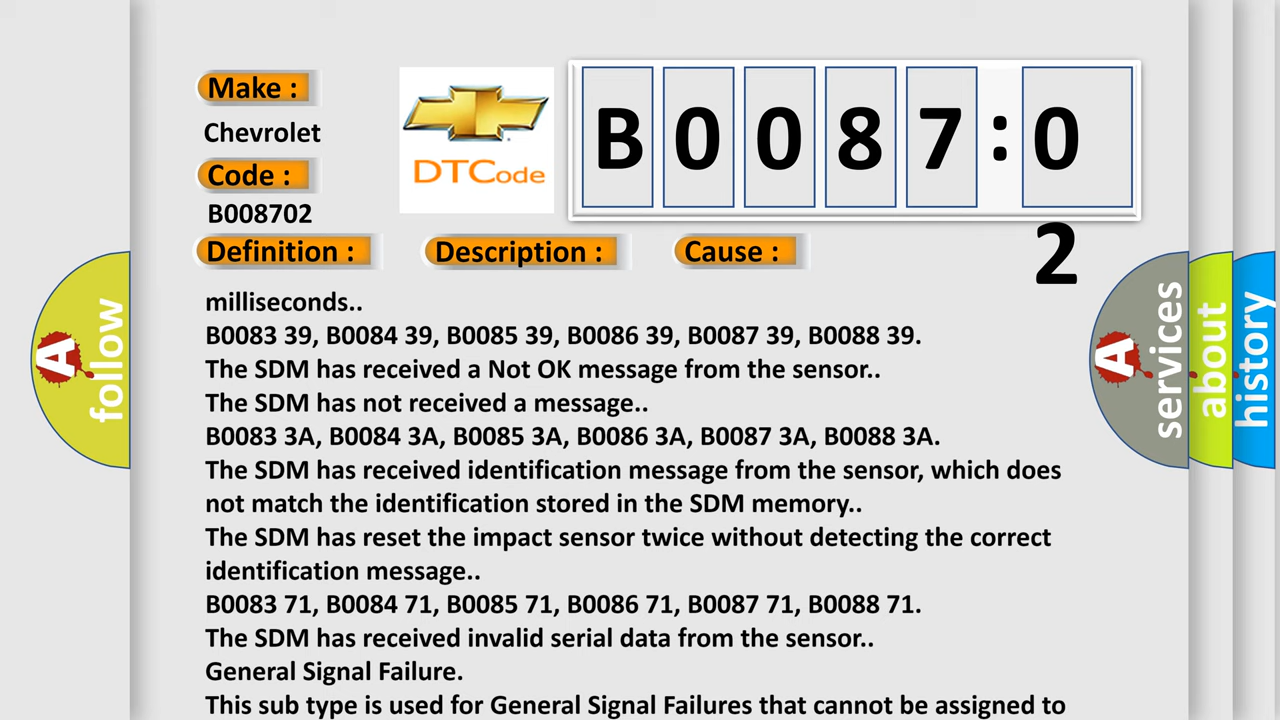 Make :
Chevrolet
Code :
B008702
DTCode
B0087:0
2
Definition :
Description :
Cause :
milliseconds..
B0083 39, B0084 39, B0085 39, B0086 39, B0087 39, B0088 39.
The SDM has received a Not OK message from the sensor..
The SDM has not received a message..
B0083 3A, B0084 3A, B0085 3A, B0086 3A, B0087 3A, B0088 3A.
The SDM has received identification message from the sensor, which does
not match the identification stored in the SDM memory..
The SDM has reset the impact sensor twice without detecting the correct
identification message..
B0083 71, B0084 71, B0085 71, B0086 71, B0087 71, B0088 71.
The SDM has received invalid serial data from the sensor..
General Signal Failure.
This sub type is used for General Signal Failures that cannot be assigned to
A follow
A services
about
history